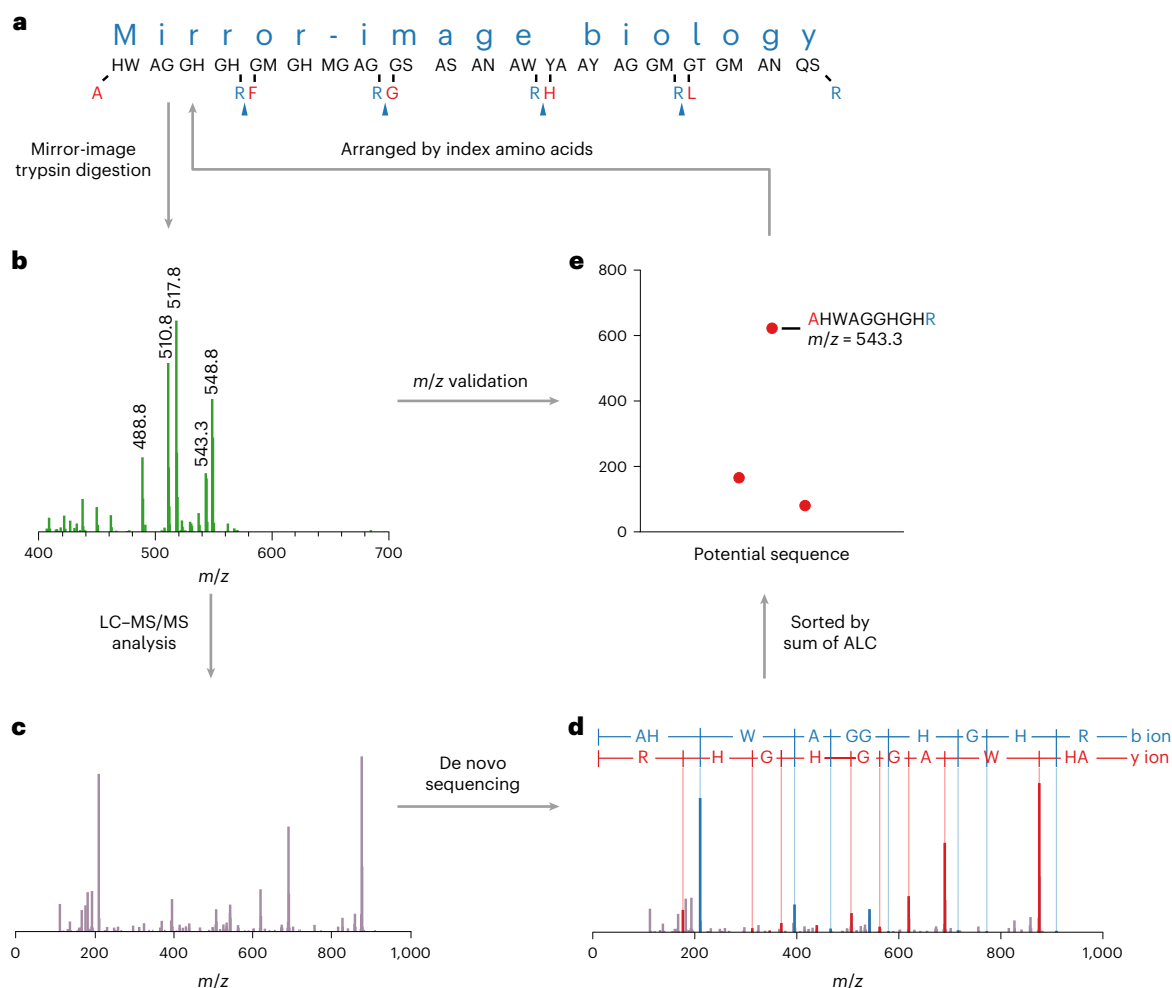 a
Mirror-image biology
HW AG GH GH GM GH MG AG GS AS AN AW YA AY AG GM GT GM AN QS
A R F R G R H R L R
Mirror-image
trypsin digestion
Arranged by index amino acids
b
488.8 510.8 517.8 543.3 548.8
400 500 600 700
m/z
m/z validation
e
800
600
400
200
0
AHWAGGHGHR
m/z = 543.3
Potential sequence
LC–MS/MS
analysis
Sorted by
sum of ALC
c
0 200 400 600 800 1,000
m/z
De novo
sequencing
d
AH W A GG H G H R b ion
R H G H G G A W HA y ion
0 200 400 600 800 1,000
m/z